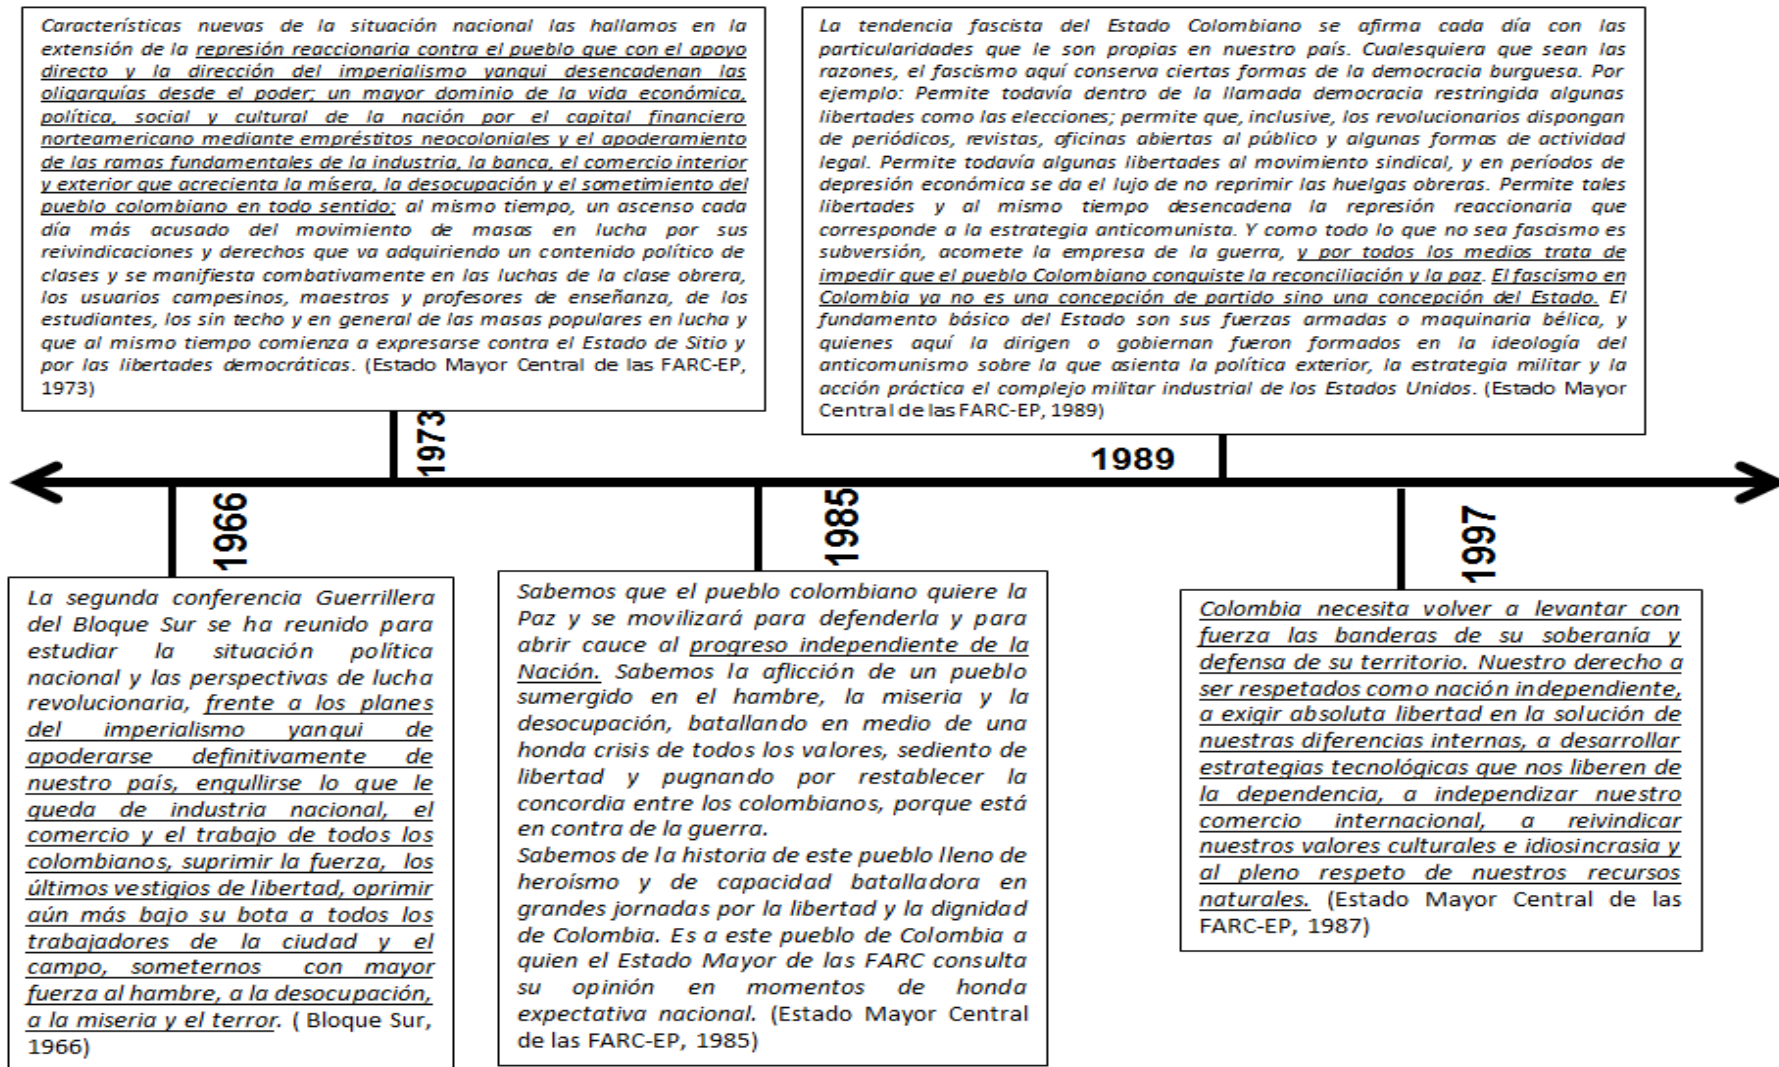 Características nuevas de la situación nacional las hallamos en la
extensión de la represión reaccionaria contra el pueblo que con el apoyo
directo y la dirección del imperialismo yanqui desencadenan las
oligarquías desde el poder; un mayor dominio de la vida económica,
política, social y cultural de la nación por el capital financiero
norteamericano mediante empréstitos neocoloniales y el apoderamiento
de las ramas fundamentales de la industria, la banca, el comercio interior
y exterior que acrecienta la mísera, la desocupación y el sometimiento del
pueblo colombiano en todo sentido; al mismo tiempo, un ascenso cada
día más acusado del movimiento de masas en lucha por sus
reivindicaciones y derechos que va adquiriendo un contenido político de
clases y se manifiesta combativamente en las luchas de la clase obrera,
los usuarios campesinos, maestros y profesores de enseñanza, de los
estudiantes, los sin techo y en general de las masas populares en lucha y
que al mismo tiempo comienza a expresarse contra el Estado de Sitio y
por las libertades democráticas. (Estado Mayor Central de las FARC-EP,
1973)
La tendencia fascista del Estado Colombiano se afirma cada día con las
particularidades que le son propias en nuestro país. Cualesquiera que sean las
razones, el fascismo aquí conserva ciertas formas de la democracia burguesa. Por
ejemplo: Permite todavía dentro de la llamada democracia restringida algunas
libertades como las elecciones; permite que, inclusive, los revolucionarios dispongan
de periódicos, revistas, oficinas abiertas al público y algunas formas de actividad
legal. Permite todavía algunas libertades al movimiento sindical, y en períodos de
depresión económica se da el lujo de no reprimir las huelgas obreras. Permite tales
libertades y al mismo tiempo desencadena la represión reaccionaria que
corresponde a la estrategia anticomunista. Y como todo lo que no sea fascismo es
subversión, acomete la empresa de la guerra, y por todos los medios trata de
impedir que el pueblo Colombiano conquiste la reconciliación y la paz. El fascismo en
Colombia ya no es una concepción de partido sino una concepción del Estado. El
fundamento básico del Estado son sus fuerzas armadas o maquinaria bélica, y
quienes aquí la dirigen o gobiernan fueron formados en la ideología del
anticomunismo sobre la que asienta la política exterior, la estrategia militar y la
acción práctica el complejo militar industrial de los Estados Unidos. (Estado Mayor
Central de las FARC-EP, 1989)
1973
1989
1966
1985
1997
La segunda conferencia Guerrillera
del Bloque Sur se ha reunido para
estudiar la situación política
nacional y las perspectivas de lucha
revolucionaria, frente a los planes
del imperialismo yanqui de
apoderarse definitivamente de
nuestro país, engullirse lo que le
queda de industria nacional, el
comercio y el trabajo de todos los
colombianos, suprimir la fuerza, los
últimos vestigios de libertad, oprimir
aún más bajo su bota a todos los
trabajadores de la ciudad y el
campo, someternos con mayor
fuerza al hambre, a la desocupación,
a la miseria y el terror. ( Bloque Sur,
1966)
Sabemos que el pueblo colombiano quiere la
Paz y se movilizará para defenderla y para
abrir cauce al progreso independiente de la
Nación. Sabemos la aflicción de un pueblo
sumergido en el hambre, la miseria y la
desocupación, batallando en medio de una
honda crisis de todos los valores, sediento de
libertad y pugnando por restablecer la
concordia entre los colombianos, porque está
en contra de la guerra.
Sabemos de la historia de este pueblo lleno de
heroísmo y de capacidad batalladora en
grandes jornadas por la libertad y la dignidad
de Colombia. Es a este pueblo de Colombia a
quien el Estado Mayor de las FARC consulta
su opinión en momentos de honda
expectativa nacional. (Estado Mayor Central
de las FARC-EP, 1985)
Colombia necesita volver a levantar con
fuerza las banderas de su soberanía y
defensa de su territorio. Nuestro derecho a
ser respetados como nación independiente,
a exigir absoluta libertad en la solución de
nuestras diferencias internas, a desarrollar
estrategias tecnológicas que nos liberen de
la dependencia, a independizar nuestro
comercio internacional, a reivindicar
nuestros valores culturales e idiosincrasia y
al pleno respeto de nuestros recursos
naturales. (Estado Mayor Central de las
FARC-EP, 1987)